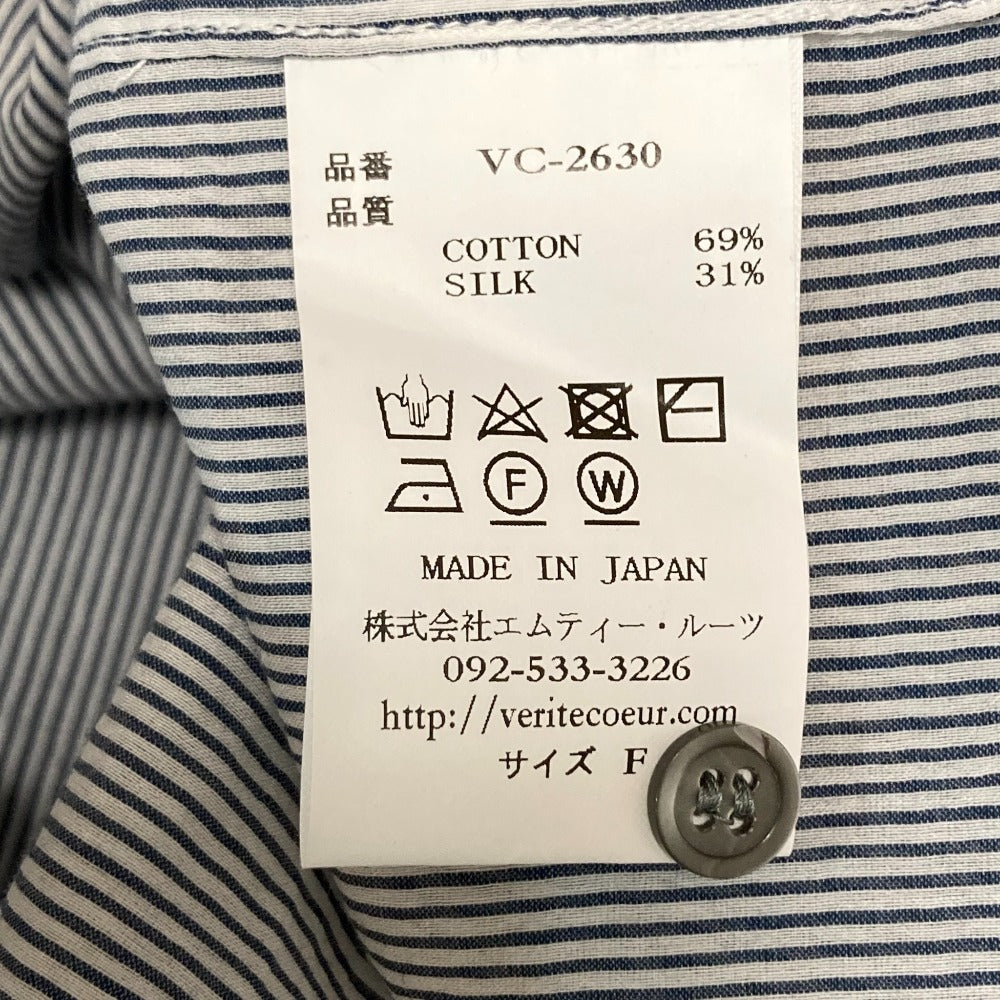 品番 VC-2630
品質
COTTON 69%
SILK 31%
F W
MADE IN JAPAN
株式会社エムティー・ルーツ
092-533-3226
http://veritecoeur.com
サイズ F